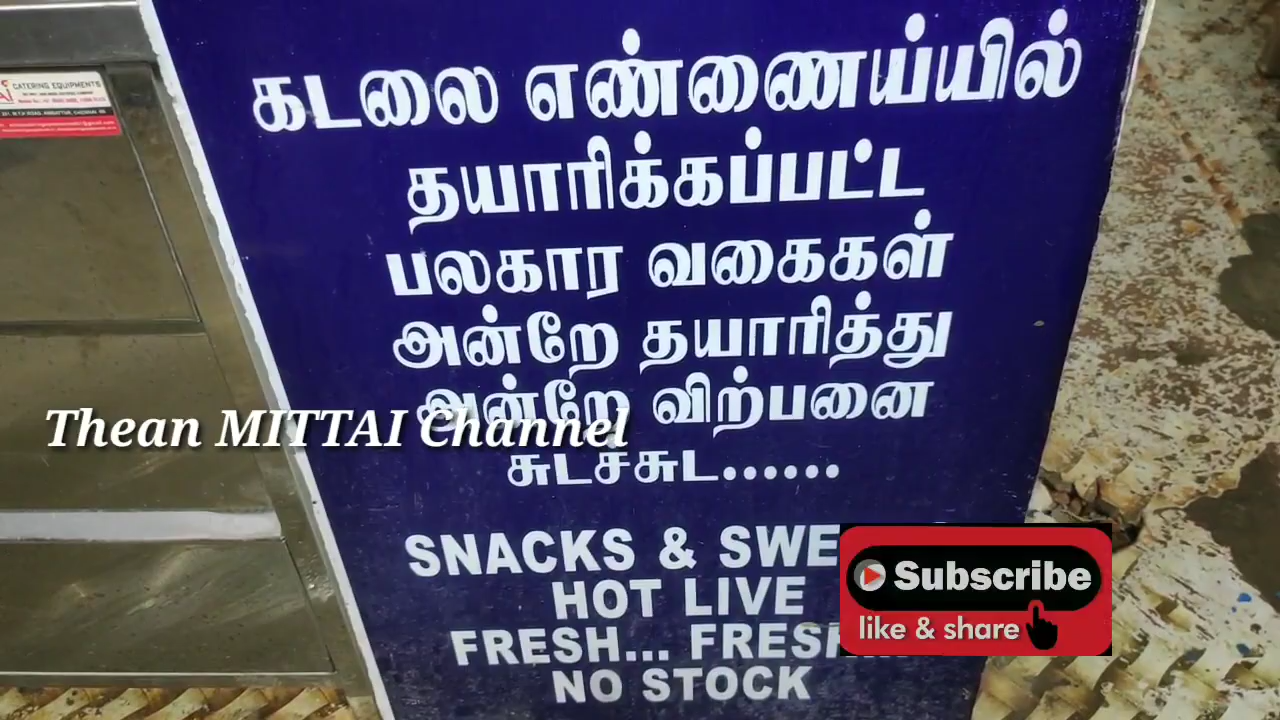 கடலை எண்ணைய்யில்
தயாரிக்கப்பட்ட
பலகார வகைகள்
அன்றே தயாரித்து
அன்றே விற்பனை
சுடச்சுட......
Thean MITTAI Channel
SNACKS & SWE
HOT LIVE
FRESH... FRESH...
NO STOCK
Subscribe
like & share
CATERING EQUIPMENTS